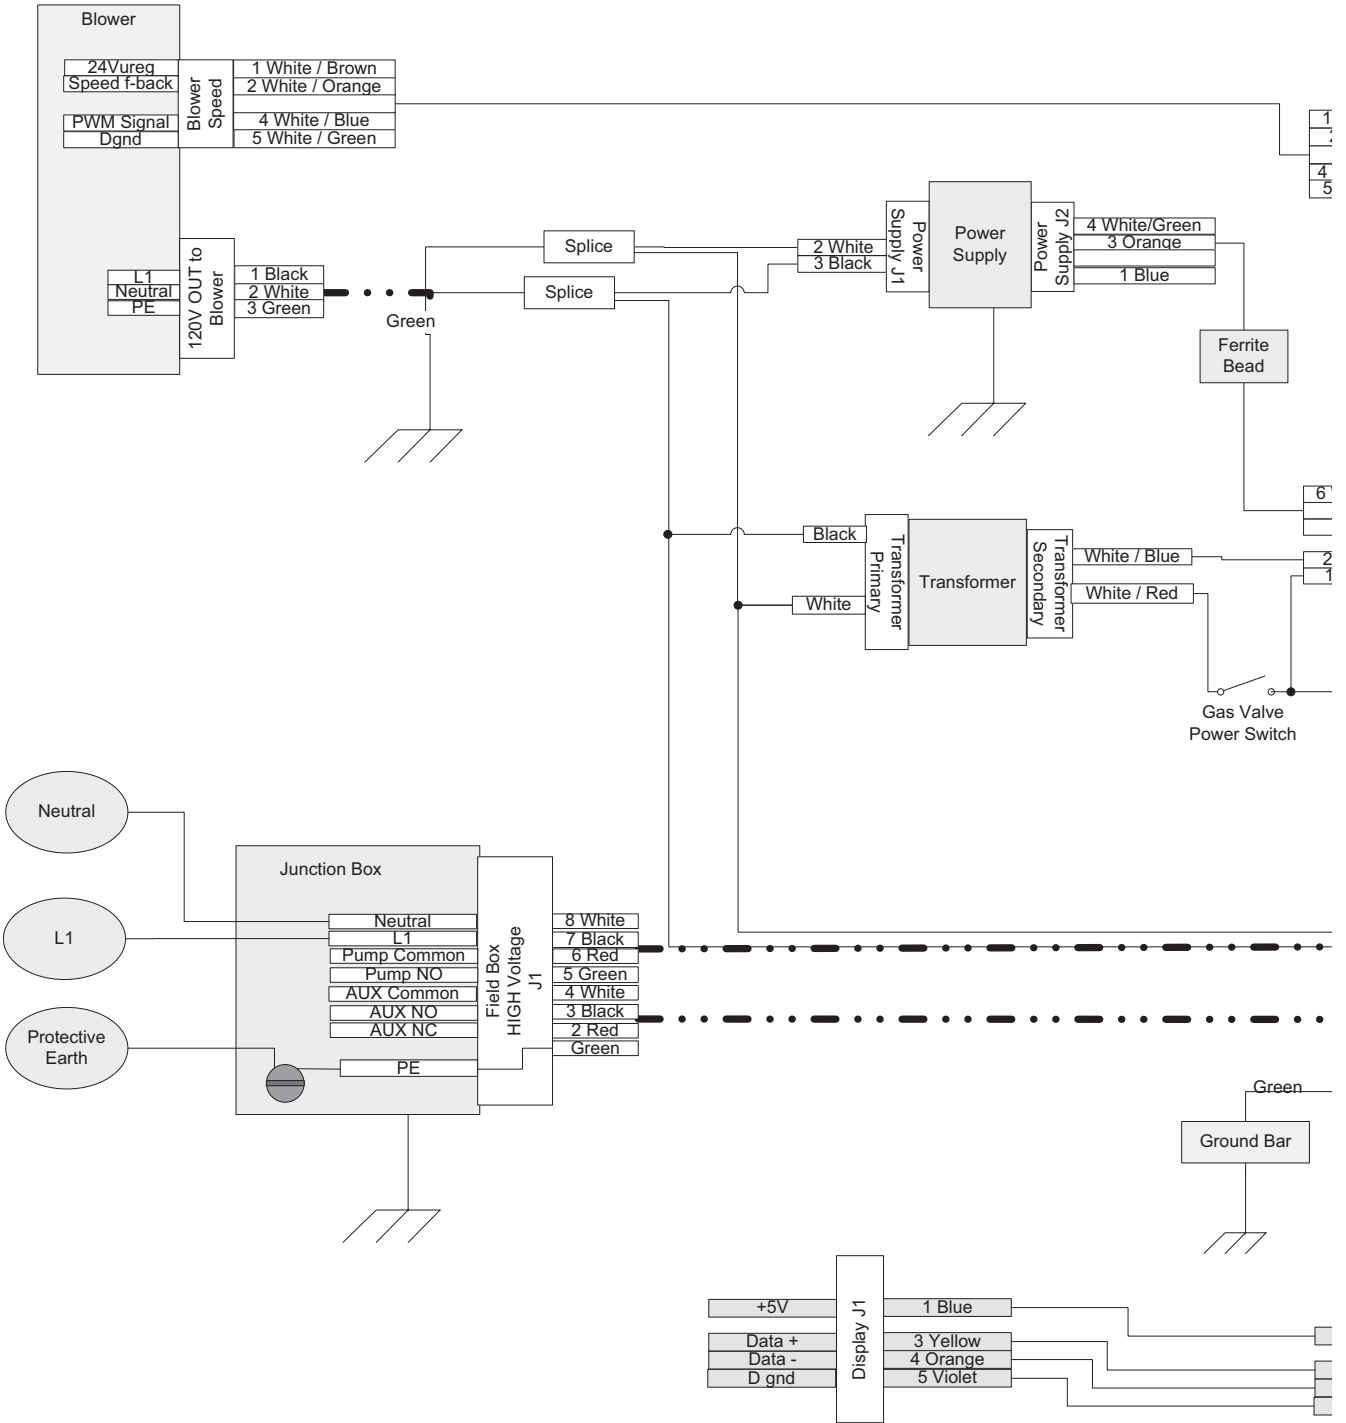 Blower
24Vureg
Speed f-back
PWM Signal
Dgnd
Blower Speed
1 White / Brown
2 White / Orange
4 White / Blue
5 White / Green
1
4
5
L1
Neutral
PE
120V OUT to Blower
1 Black
2 White
3 Green
Green
Splice
Splice
2 White
3 Black
Power Supply J1
Power Supply
Power Supply J2
4 White/Green
3 Orange
1 Blue
Ferrite Bead
6
Black
White
Transformer Primary
Transformer
Transformer Secondary
White / Blue
White / Red
2
1
Gas Valve
Power Switch
Neutral
L1
Protective Earth
Junction Box
Neutral
L1
Pump Common
Pump NO
AUX Common
AUX NO
AUX NC
PE
Field Box
HIGH Voltage
J1
8 White
7 Black
6 Red
5 Green
4 White
3 Black
2 Red
Green
Green
Ground Bar
+5V
Data +
Data -
D gnd
Display J1
1 Blue
3 Yellow
4 Orange
5 Violet